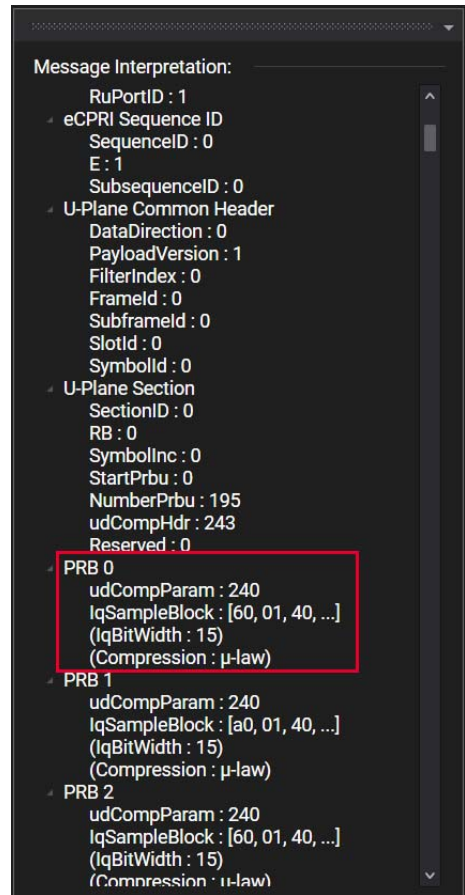 Message Interpretation:
RuPortID : 1
eCPRI Sequence ID
SequenceID : 0
E : 1
SubsequenceID : 0
U-Plane Common Header
DataDirection : 0
PayloadVersion : 1
FilterIndex : 0
FrameId : 0
SubframeId : 0
SlotId : 0
SymbolId : 0
U-Plane Section
SectionID : 0
RB : 0
SymbolInc : 0
StartPrbu : 0
NumberPrbu : 195
udCompHdr : 243
Reserved : 0
PRB 0
udCompParam : 240
IqSampleBlock : [60, 01, 40, ...]
(IqBitWidth : 15)
(Compression : μ-law)
PRB 1
udCompParam : 240
IqSampleBlock : [a0, 01, 40, ...]
(IqBitWidth : 15)
(Compression : μ-law)
PRB 2
udCompParam : 240
IqSampleBlock : [60, 01, 40, ...]
(IqBitWidth : 15)
(Compression : μ-law)